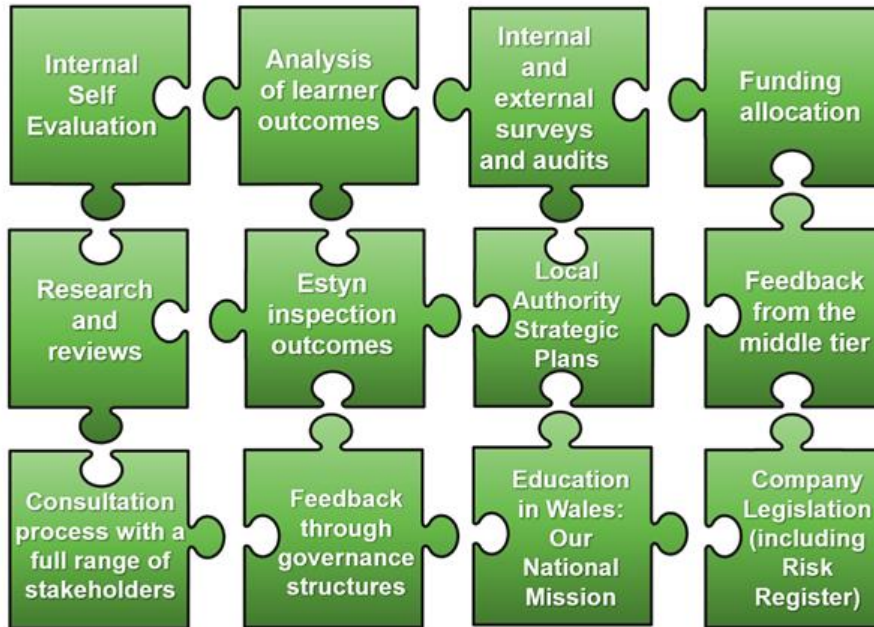 Internal
Self
Evaluation
Analysis
of learner
outcomes
Internal
and
external
surveys
and audits
Funding
allocation
Research
and
reviews
Estyn
inspection
outcomes
Local
Authority
Strategic
Plans
Feedback
from the
middle tier
Consultation
process with a
full range of
stakeholders
Feedback
through
governance
structures
Education
in Wales:
Our
National
Mission
Company
Legislation
(including
Risk
Register)